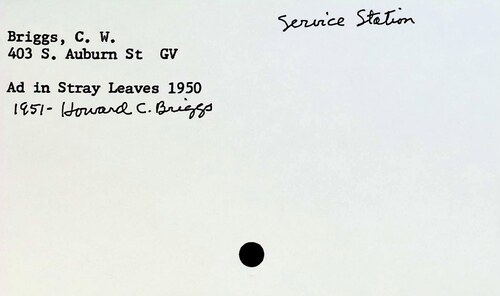 Service Station
Briggs, C. W.
403 S. Auburn St GV
Ad in Stray Leaves 1950
1951- Howard C. Briggs